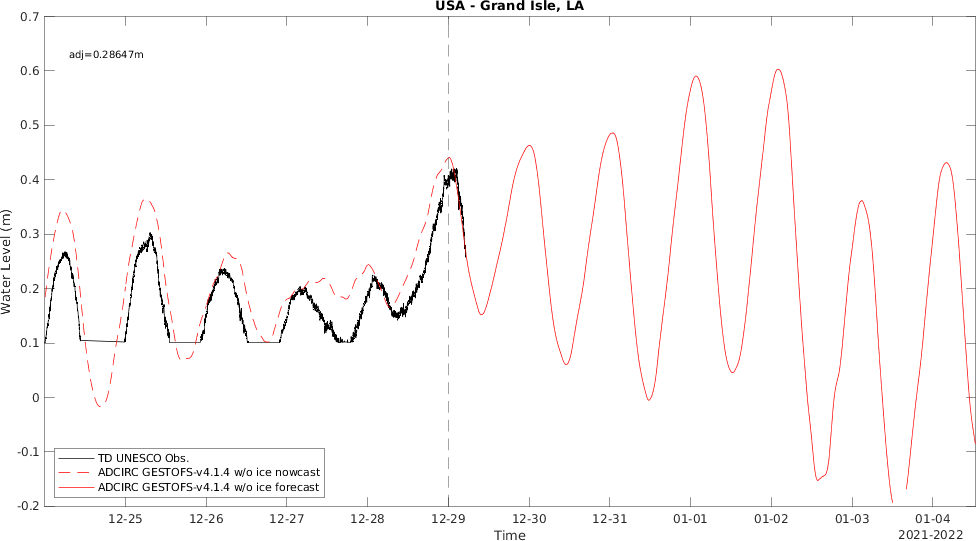 USA - Grand Isle, LA
adj=0.28647m
0.7
0.6
0.5
0.4
0.3
0.2
0.1
0
-0.1
-0.2
Water Level (m)
TD UNESCO Obs.
ADCIRC GESTOFS-v4.1.4 w/o ice nowcast
ADCIRC GESTOFS-v4.1.4 w/o ice forecast
12-25 12-26 12-27 12-28 12-29 12-30 12-31 01-01 01-02 01-03 01-04
Time
2021-2022